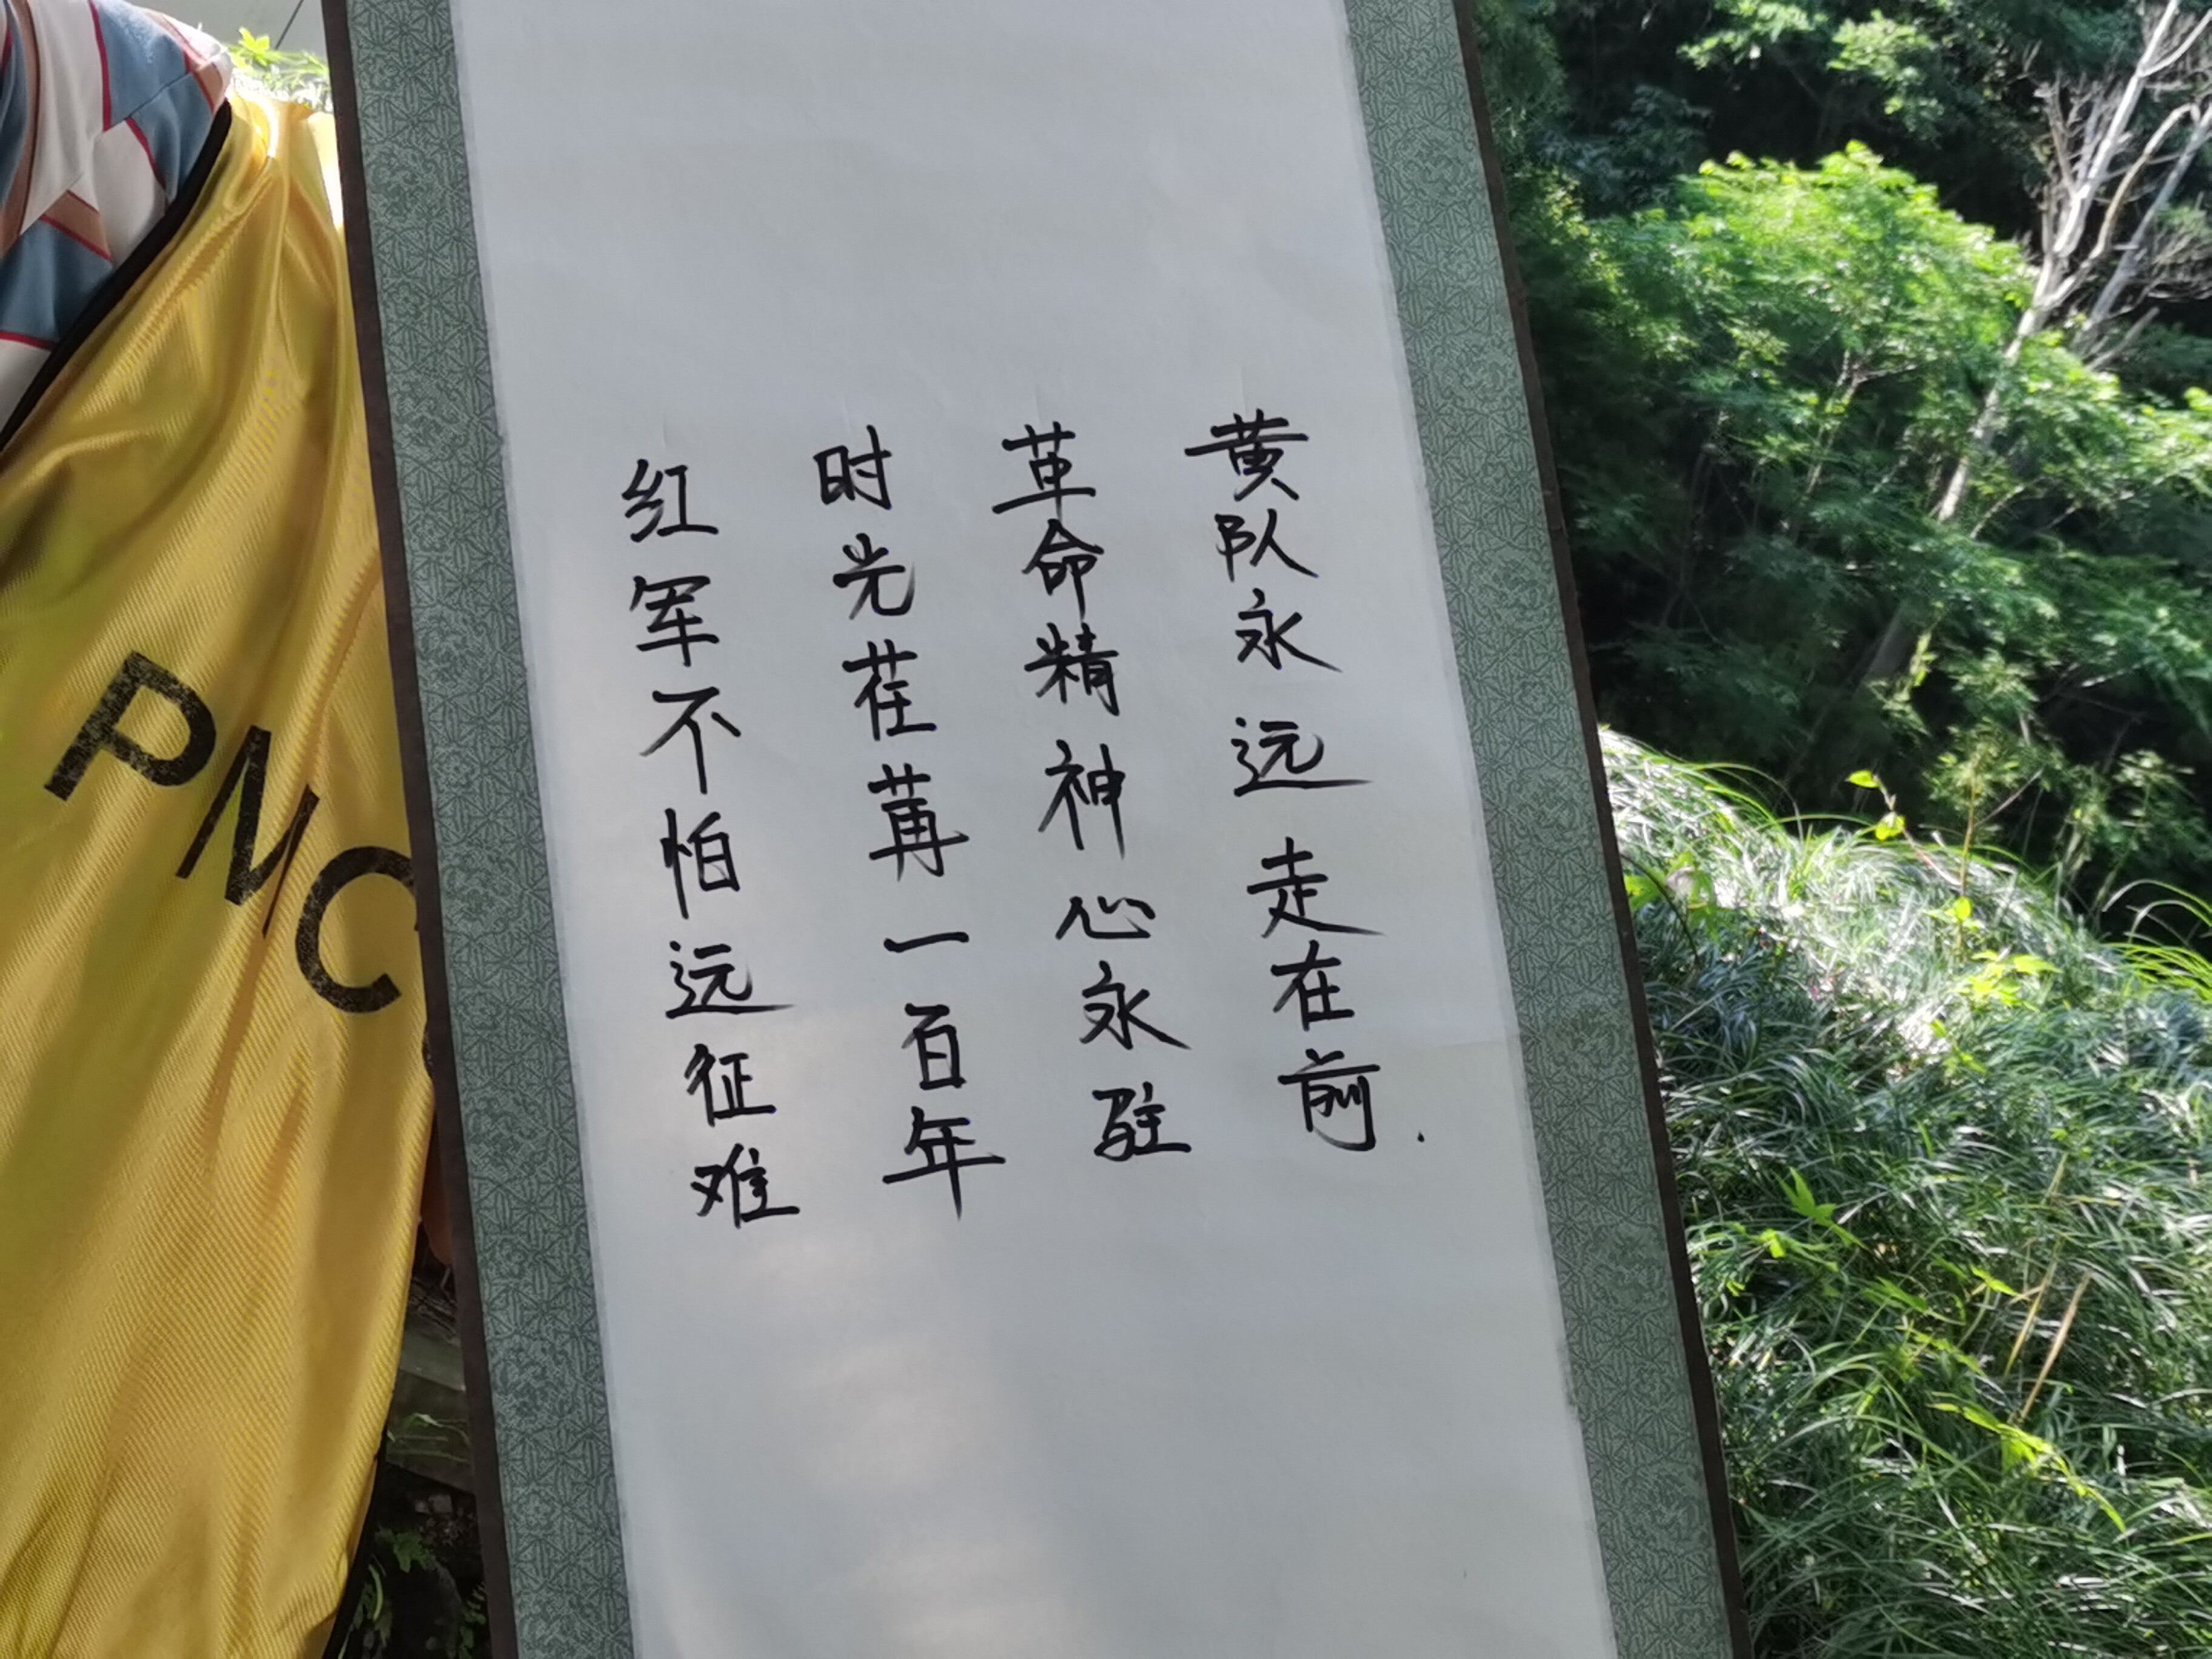 红军不怕远征难
时光荏苒一百年
革命精神心永驻
黄队永远走在前.
PNC